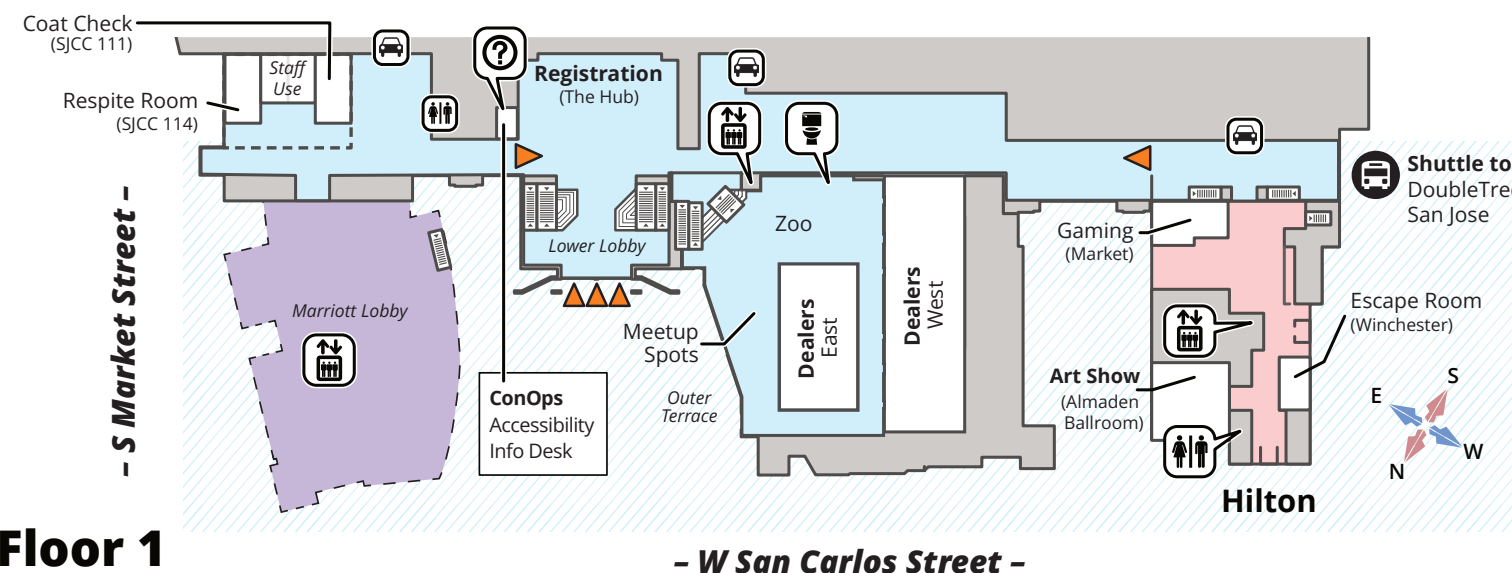 Coat Check
(SJCC 111)
Staff
Use
Respite Room
(SJCC 114)
?
Registration
(The Hub)
Lower Lobby
Zoo
Dealers
East
Dealers
West
Meetup
Spots
Outer
Terrace
Marriott Lobby
ConOps
Accessibility
Info Desk
Gaming
(Market)
Shuttle to
DoubleTree
San Jose
Escape Room
(Winchester)
Art Show
(Almaden
Ballroom)
Hilton
E
S
N
W
– S Market Street –
Floor 1
– W San Carlos Street –